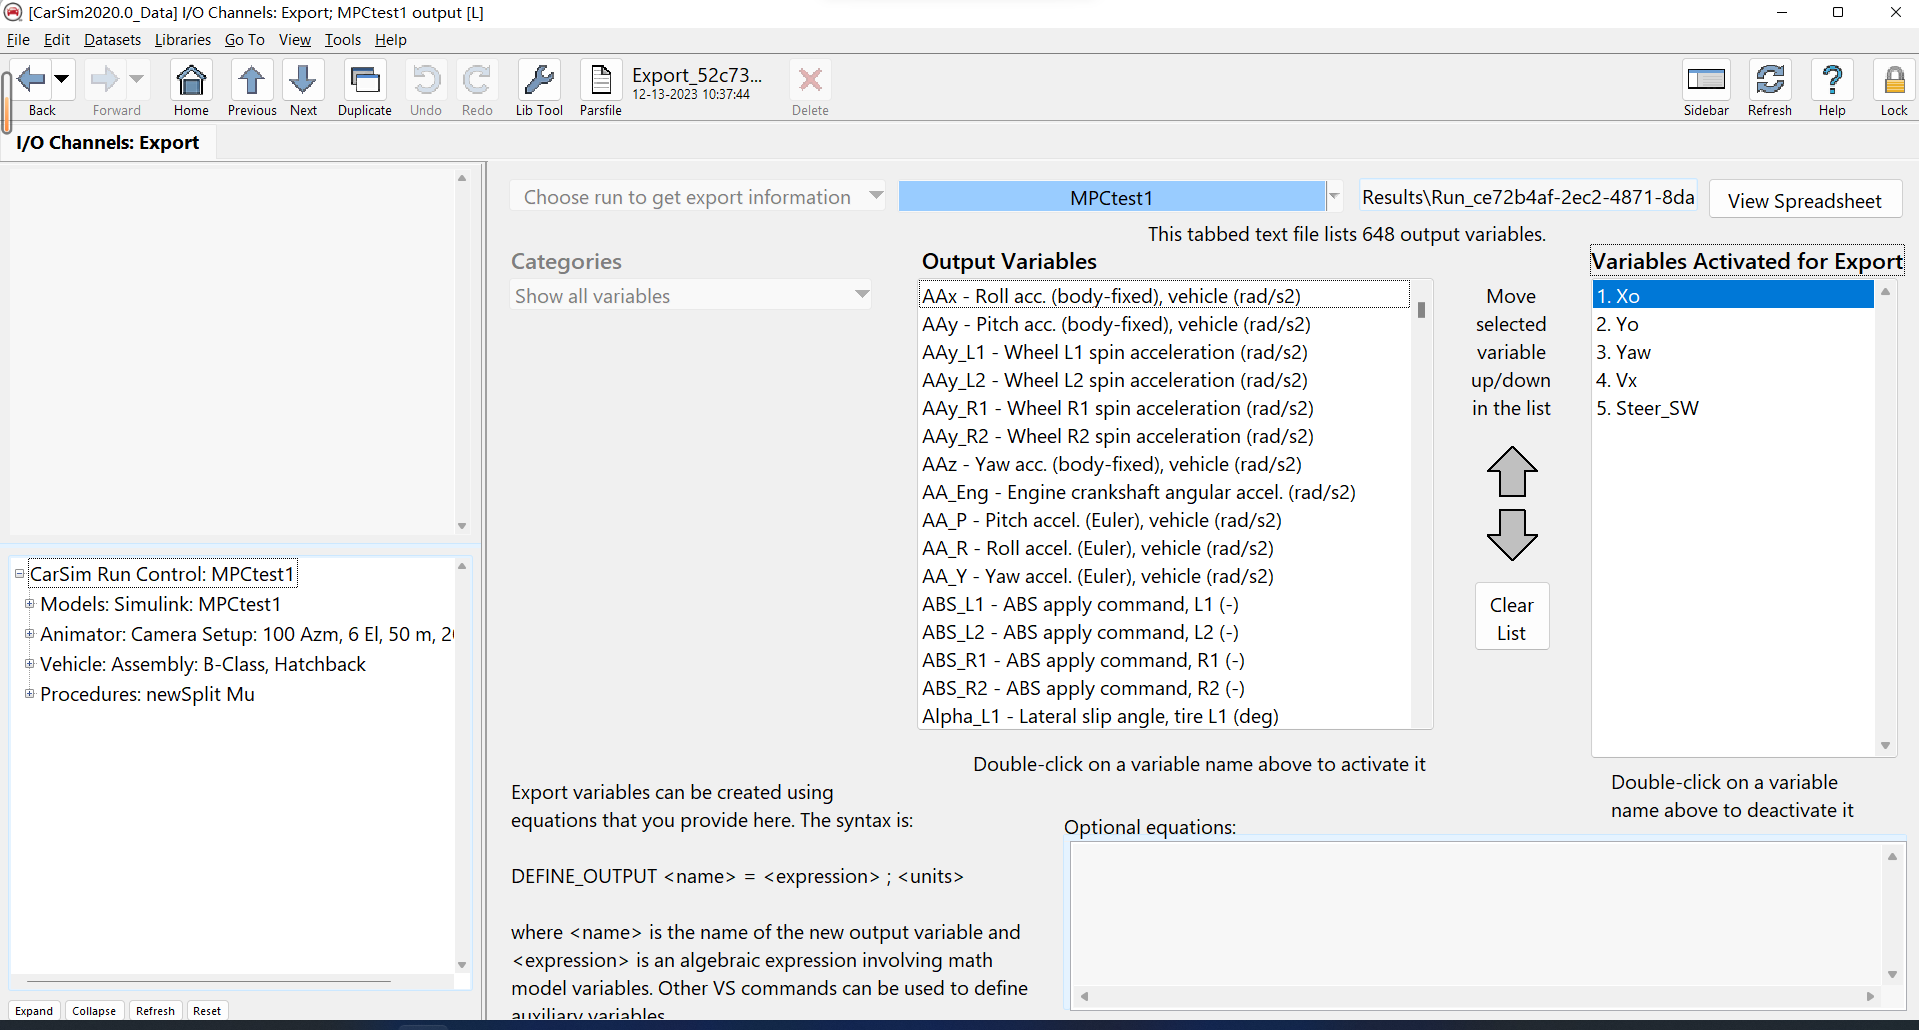 [CarSim2020.0_Data] I/O Channels: Export; MPCtest1 output [L]
File Edit Datasets Libraries Go To View Tools Help
Back Forward Home Previous Next Duplicate Undo Redo Lib Tool Parsfile Export_52c73... 12-13-2023 10:37:44 Delete Sidebar Refresh Help Lock
I/O Channels: Export
CarSim Run Control: MPCtest1
Models: Simulink: MPCtest1
Animator: Camera Setup: 100 Azm, 6 El, 50 m, 20
Vehicle: Assembly: B-Class, Hatchback
Procedures: newSplit Mu
Expand Collapse Refresh Reset
Choose run to get export information MPCtest1 Results\Run_ce72b4af-2ec2-4871-8da View Spreadsheet
This tabbed text file lists 648 output variables.
Categories
Show all variables
Output Variables
AAx - Roll acc. (body-fixed), vehicle (rad/s2)
AAy - Pitch acc. (body-fixed), vehicle (rad/s2)
AAy_L1 - Wheel L1 spin acceleration (rad/s2)
AAy_L2 - Wheel L2 spin acceleration (rad/s2)
AAy_R1 - Wheel R1 spin acceleration (rad/s2)
AAy_R2 - Wheel R2 spin acceleration (rad/s2)
AAz - Yaw acc. (body-fixed), vehicle (rad/s2)
AA_Eng - Engine crankshaft angular accel. (rad/s2)
AA_P - Pitch accel. (Euler), vehicle (rad/s2)
AA_R - Roll accel. (Euler), vehicle (rad/s2)
AA_Y - Yaw accel. (Euler), vehicle (rad/s2)
ABS_L1 - ABS apply command, L1 (-)
ABS_L2 - ABS apply command, L2 (-)
ABS_R1 - ABS apply command, R1 (-)
ABS_R2 - ABS apply command, R2 (-)
Alpha_L1 - Lateral slip angle, tire L1 (deg)
Double-click on a variable name above to activate it
Move
selected
variable
up/down
in the list
Clear
List
Variables Activated for Export
1. Xo
2. Yo
3. Yaw
4. Vx
5. Steer_SW
Double-click on a variable
name above to deactivate it
Export variables can be created using
equations that you provide here. The syntax is:
DEFINE_OUTPUT <name> = <expression> ; <units>
where <name> is the name of the new output variable and
<expression> is an algebraic expression involving math
model variables. Other VS commands can be used to define
auxiliary variables.
Optional equations: